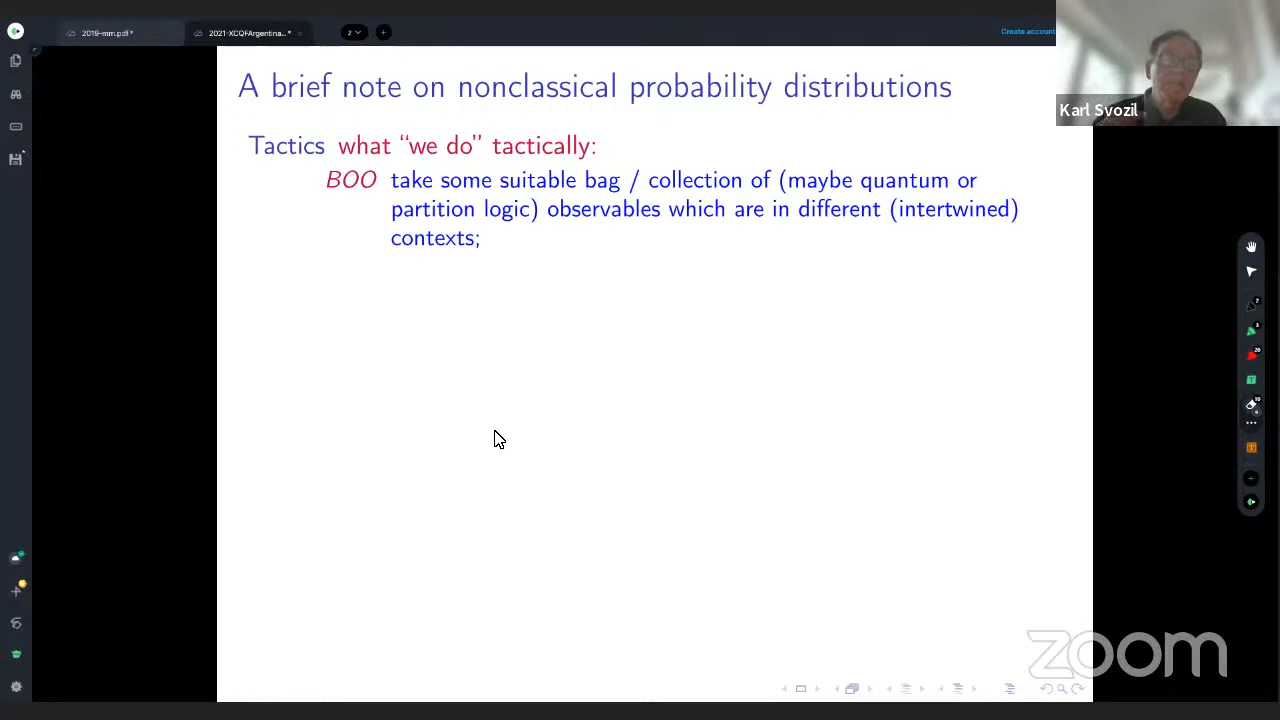 2019-mm.pdf*
2021-XCQFArgentina...*
2
Create account
A brief note on nonclassical probability distributions
Karl Svozil
Tactics what “we do” tactically:
BOO take some suitable bag / collection of (maybe quantum or
partition logic) observables which are in different (intertwined)
contexts;
zoom